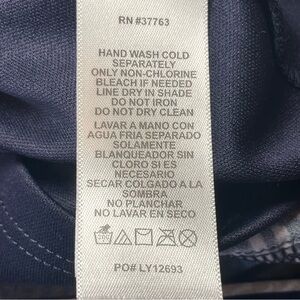 RN #37763
HAND WASH COLD
SEPARATELY
ONLY NON-CHLORINE
BLEACH IF NEEDED
LINE DRY IN SHADE
DO NOT IRON
DO NOT DRY CLEAN
LAVAR A MANO CON
AGUA FRIA SEPARADO
SOLAMENTE
BLANQUEADOR SIN
CLORO SI ES
NECESARIO
SECAR COLGADO A LA
SOMBRA
NO PLANCHAR
NO LAVAR EN SECO
PO# LY12693